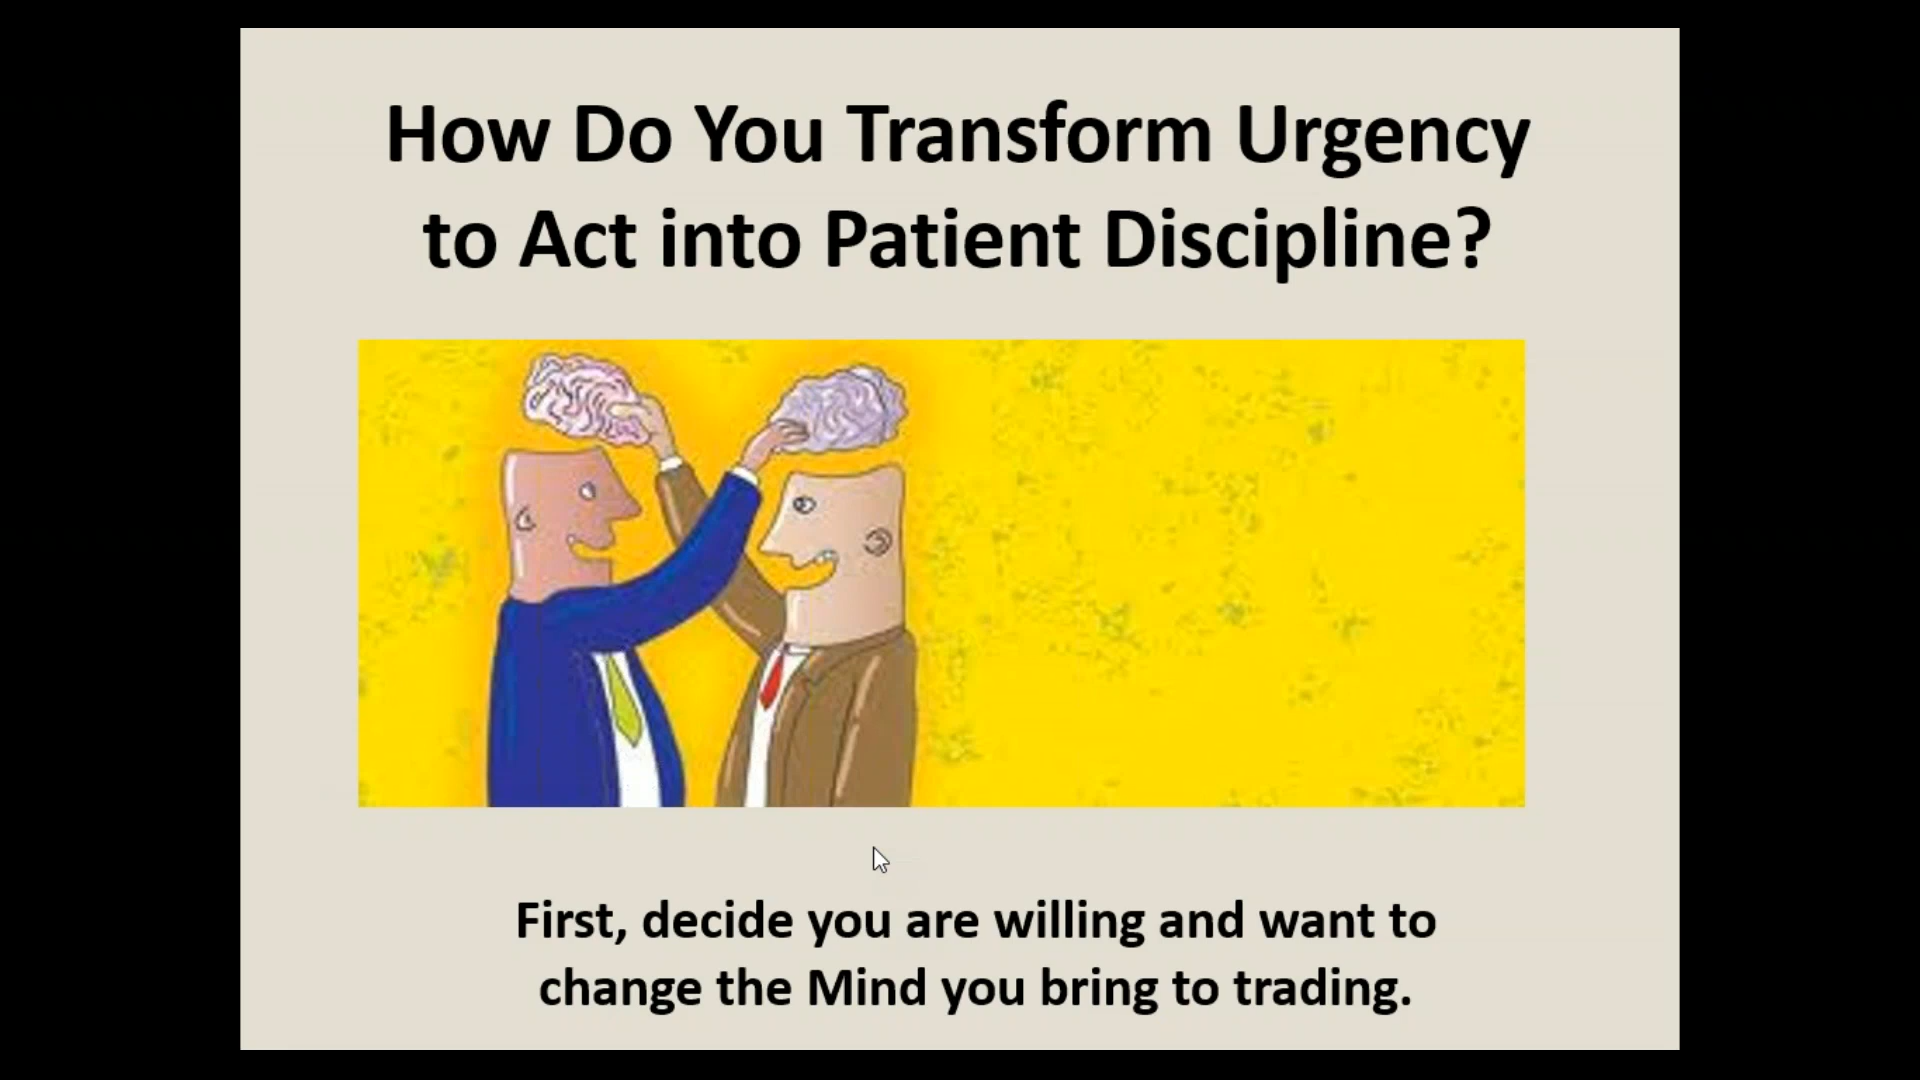 How Do You Transform Urgency
to Act into Patient Discipline?
First, decide you are willing and want to
change the Mind you bring to trading.